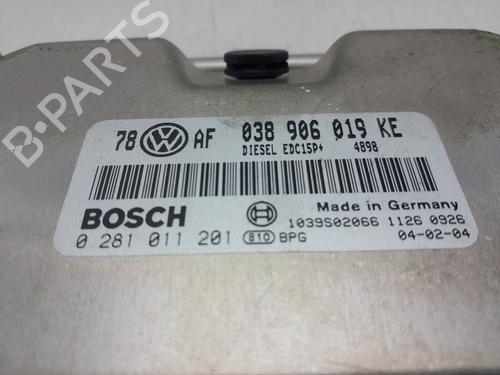 78 AF 038 906 019 KE
DIESEL EDC15P+ 4898
BOSCH
Made in Germany
1039S02066 1126 0926
0 281 011 201 810 BPG 04-02-04
B-PARTS